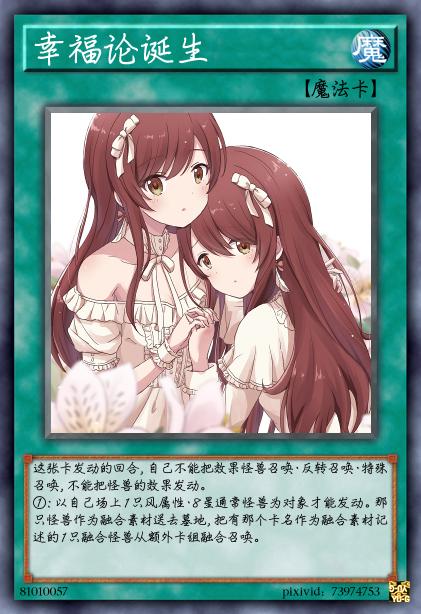 幸福论诞生
魔
【魔法卡】
这张卡发动的回合,自己不能把效果怪兽召唤·反转召唤·特殊
召唤,不能把怪兽的效果发动。
①:以自己场上1只风属性·8星通常怪兽为对象才能发动。那
只怪兽作为融合素材送去墓地,把有那个卡名作为融合素材记
述的1只融合怪兽从额外卡组融合召唤。
81010057
pixivid: 73974753